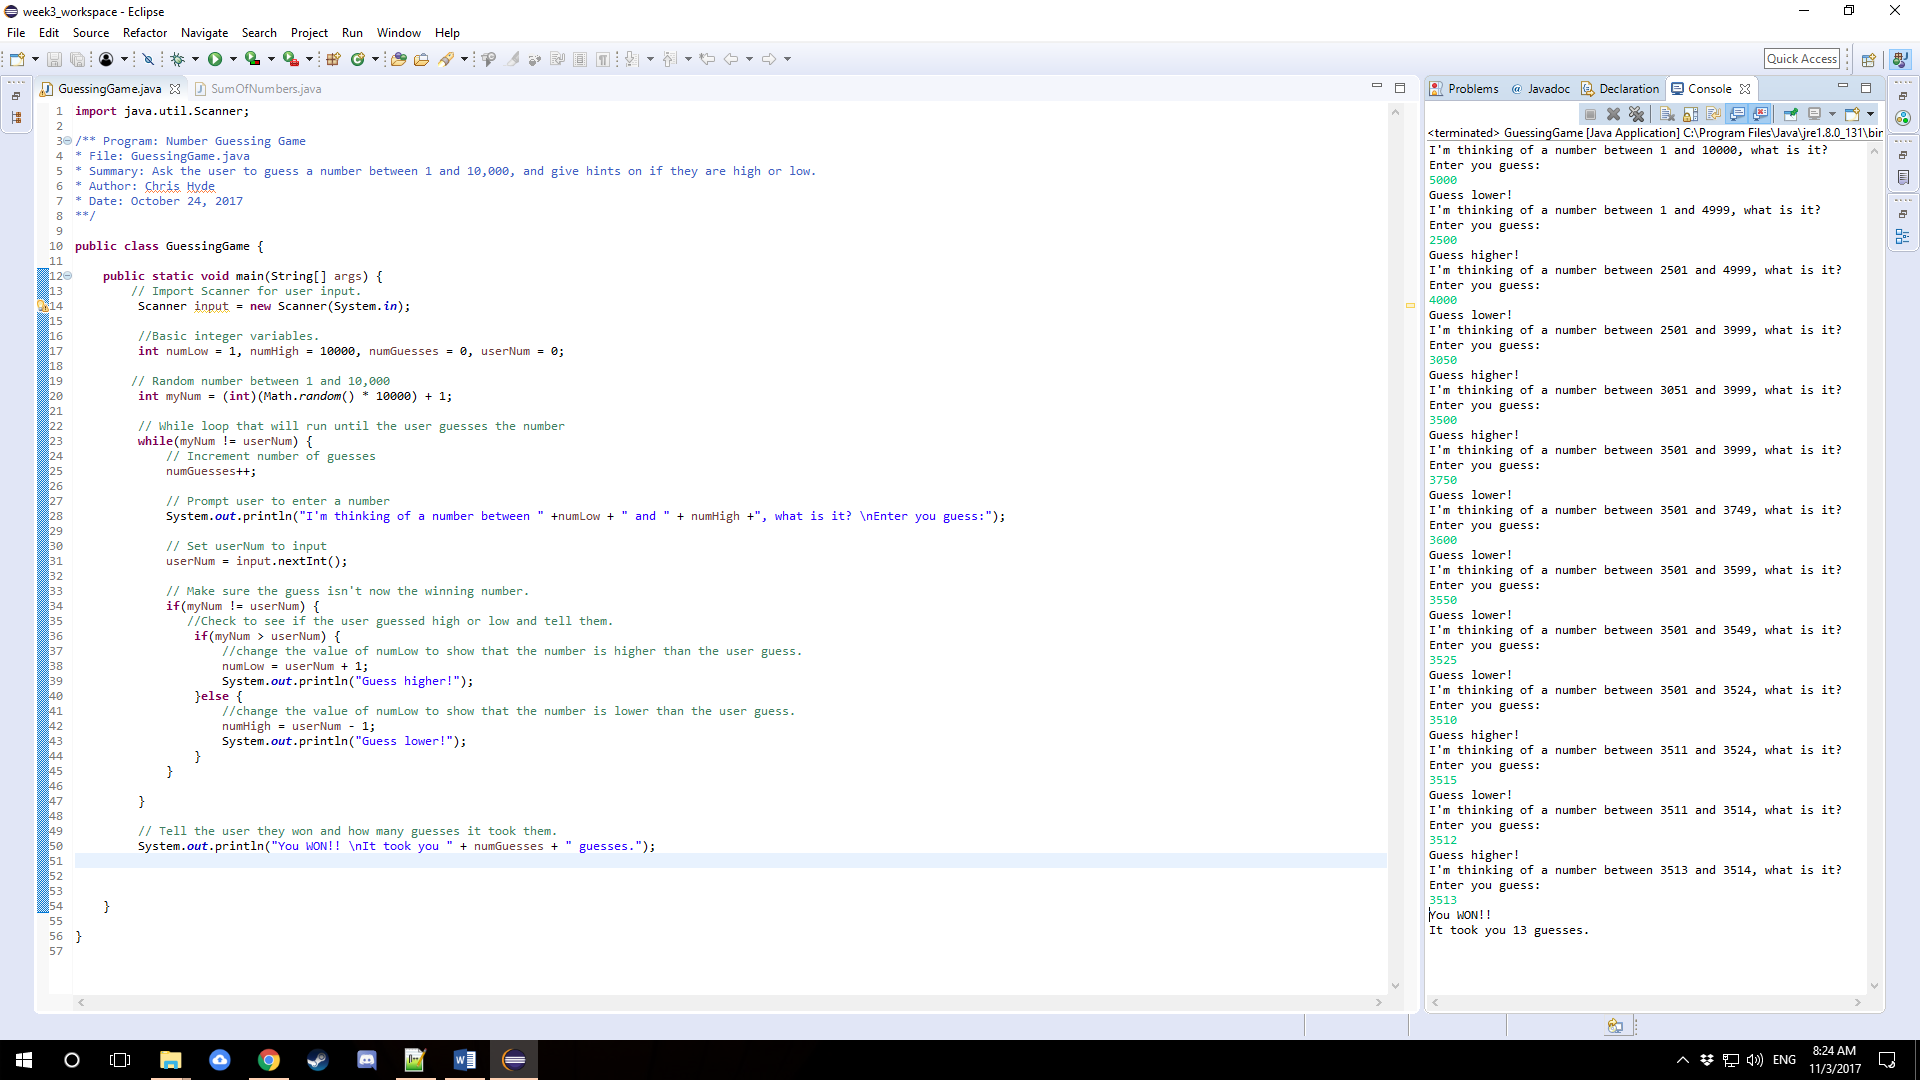 week3_workspace - Eclipse
File Edit Source Refactor Navigate Search Project Run Window Help
Quick Access
GuessingGame.java
SumOfNumbers.java
1 import java.util.Scanner;
2
3 /** Program: Number Guessing Game
4 * File: GuessingGame.java
5 * Summary: Ask the user to guess a number between 1 and 10,000, and give hints on if they are high or low.
6 * Author: Chris Hyde
7 * Date: October 24, 2017
8 **/
9
10 public class GuessingGame {
11
12 public static void main(String[] args) {
13 // Import Scanner for user input.
14 Scanner input = new Scanner(System.in);
15
16 //Basic integer variables.
17 int numLow = 1, numHigh = 10000, numGuesses = 0, userNum = 0;
18
19 // Random number between 1 and 10,000
20 int myNum = (int)(Math.random() * 10000) + 1;
21
22 // While loop that will run until the user guesses the number
23 while(myNum != userNum) {
24 // Increment number of guesses
25 numGuesses++;
26
27 // Prompt user to enter a number
28 System.out.println("I'm thinking of a number between " +numLow + " and " + numHigh +", what is it? \nEnter you guess:");
29
30 // Set userNum to input
31 userNum = input.nextInt();
32
33 // Make sure the guess isn't now the winning number.
34 if(myNum != userNum) {
35 //Check to see if the user guessed high or low and tell them.
36 if(myNum > userNum) {
37 //change the value of numLow to show that the number is higher than the user guess.
38 numLow = userNum + 1;
39 System.out.println("Guess higher!");
40 }else {
41 //change the value of numLow to show that the number is lower than the user guess.
42 numHigh = userNum - 1;
43 System.out.println("Guess lower!");
44 }
45 }
46
47 }
48
49 // Tell the user they won and how many guesses it took them.
50 System.out.println("You WON!! \nIt took you " + numGuesses + " guesses.");
51
52
53
54 }
55
56 }
57
Problems @ Javadoc Declaration Console
<terminated> GuessingGame [Java Application] C:\Program Files\Java\jre1.8.0_131\bin
I'm thinking of a number between 1 and 10000, what is it?
Enter you guess:
5000
Guess lower!
I'm thinking of a number between 1 and 4999, what is it?
Enter you guess:
2500
Guess higher!
I'm thinking of a number between 2501 and 4999, what is it?
Enter you guess:
4000
Guess lower!
I'm thinking of a number between 2501 and 3999, what is it?
Enter you guess:
3050
Guess higher!
I'm thinking of a number between 3051 and 3999, what is it?
Enter you guess:
3500
Guess higher!
I'm thinking of a number between 3501 and 3999, what is it?
Enter you guess:
3750
Guess lower!
I'm thinking of a number between 3501 and 3749, what is it?
Enter you guess:
3600
Guess lower!
I'm thinking of a number between 3501 and 3599, what is it?
Enter you guess:
3550
Guess lower!
I'm thinking of a number between 3501 and 3549, what is it?
Enter you guess:
3525
Guess lower!
I'm thinking of a number between 3501 and 3524, what is it?
Enter you guess:
3510
Guess higher!
I'm thinking of a number between 3511 and 3524, what is it?
Enter you guess:
3515
Guess lower!
I'm thinking of a number between 3511 and 3514, what is it?
Enter you guess:
3512
Guess higher!
I'm thinking of a number between 3513 and 3514, what is it?
Enter you guess:
3513
You WON!!
It took you 13 guesses.
ENG
8:24 AM
11/3/2017